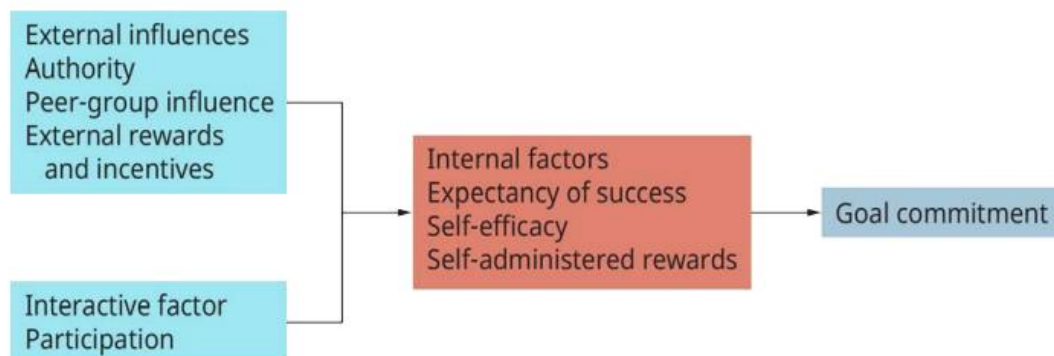 External influences
Authority
Peer-group influence
External rewards
and incentives
Interactive factor
Participation
Internal factors
Expectancy of success
Self-efficacy
Self-administered rewards
Goal commitment